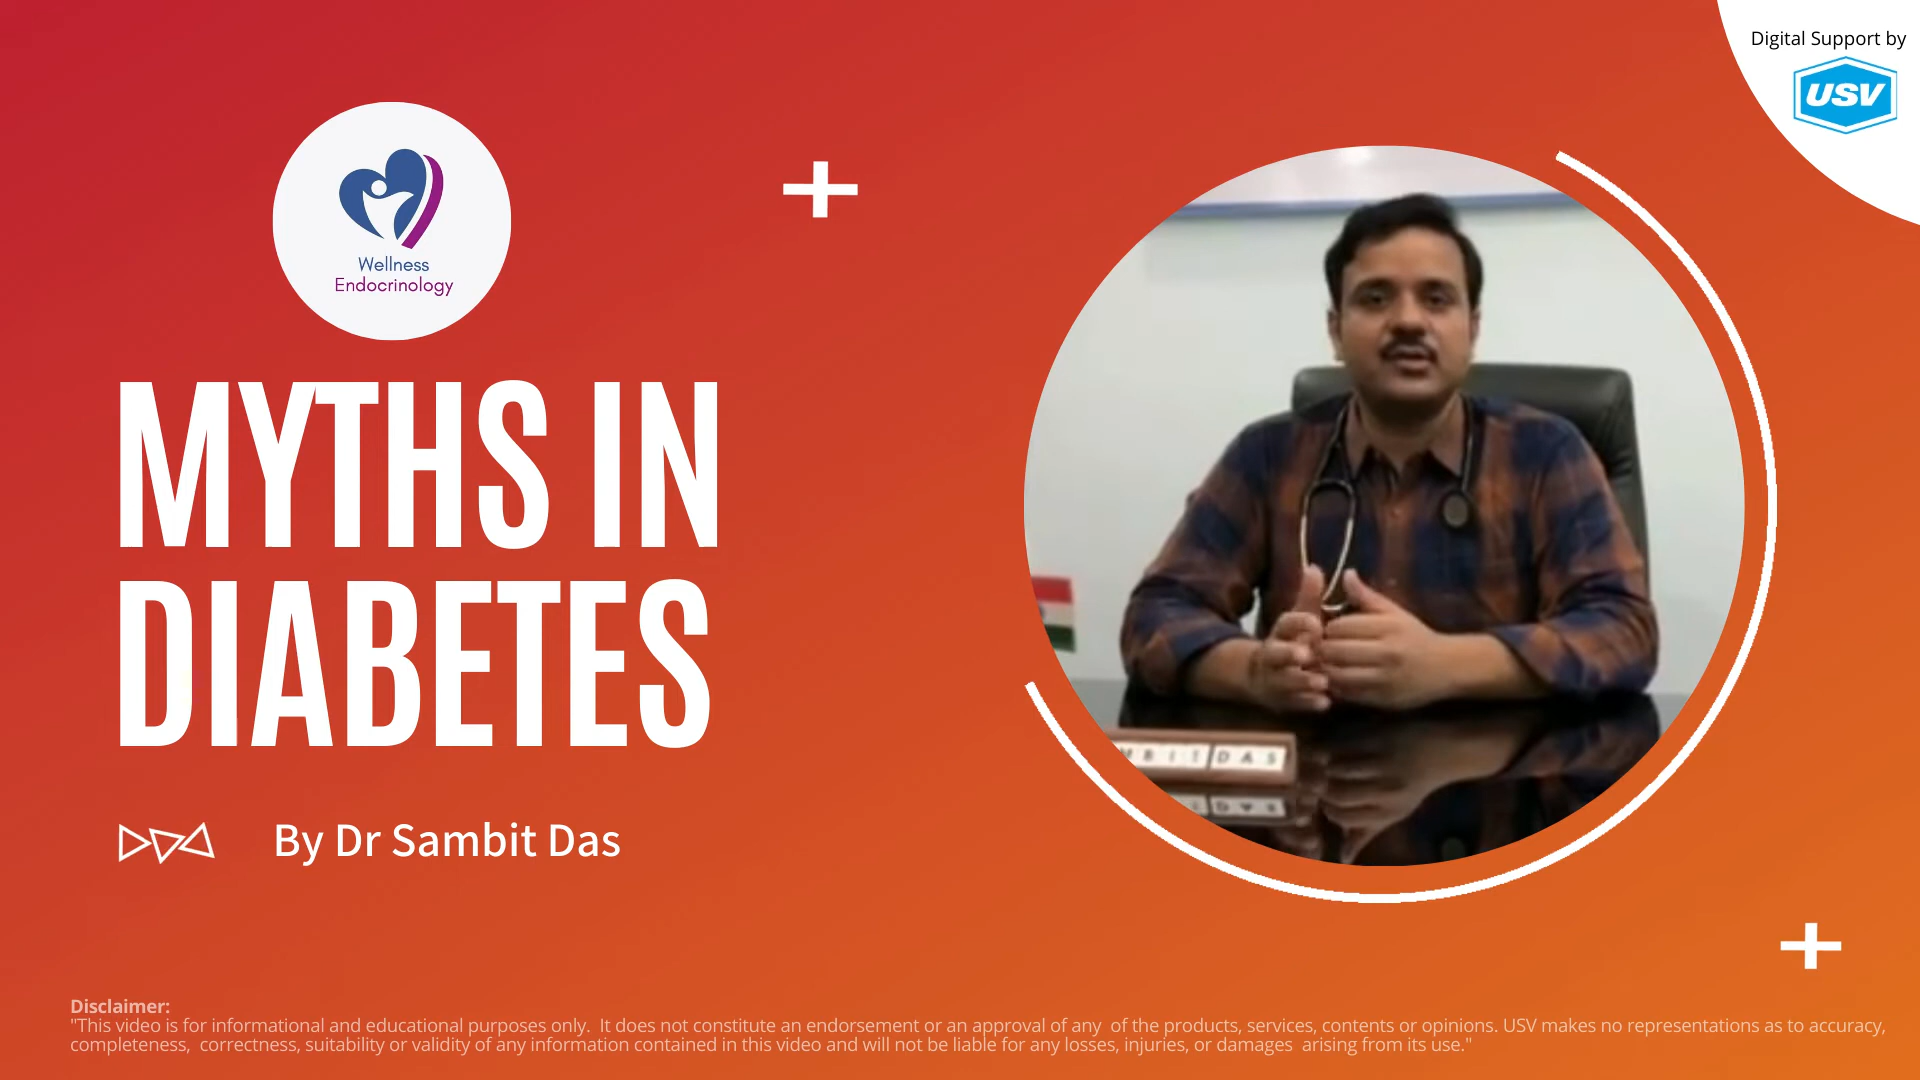 Digital Support by
USV
Wellness
Endocrinology
MYTHS IN
DIABETES
By Dr Sambit Das
BIT DAS
Disclaimer:
"This video is for informational and educational purposes only. It does not constitute an endorsement or an approval of any of the products, services, contents or opinions. USV makes no representations as to accuracy,
completeness, correctness, suitability or validity of any information contained in this video and will not be liable for any losses, injuries, or damages arising from its use."